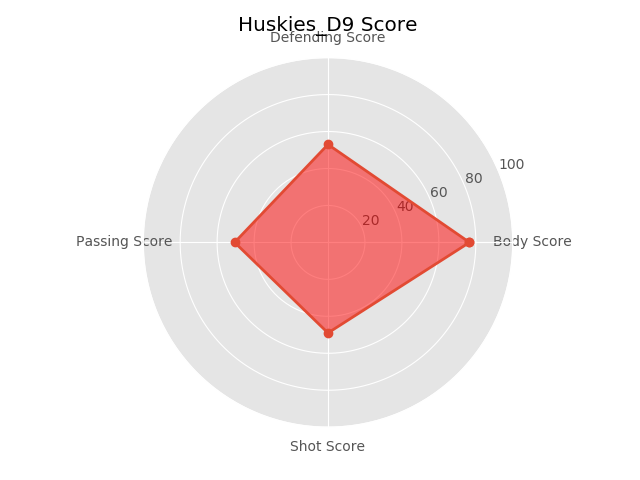 Huskies_D9 Score
Defending Score
100
80
60
40
20
Passing Score
Body Score
Shot Score